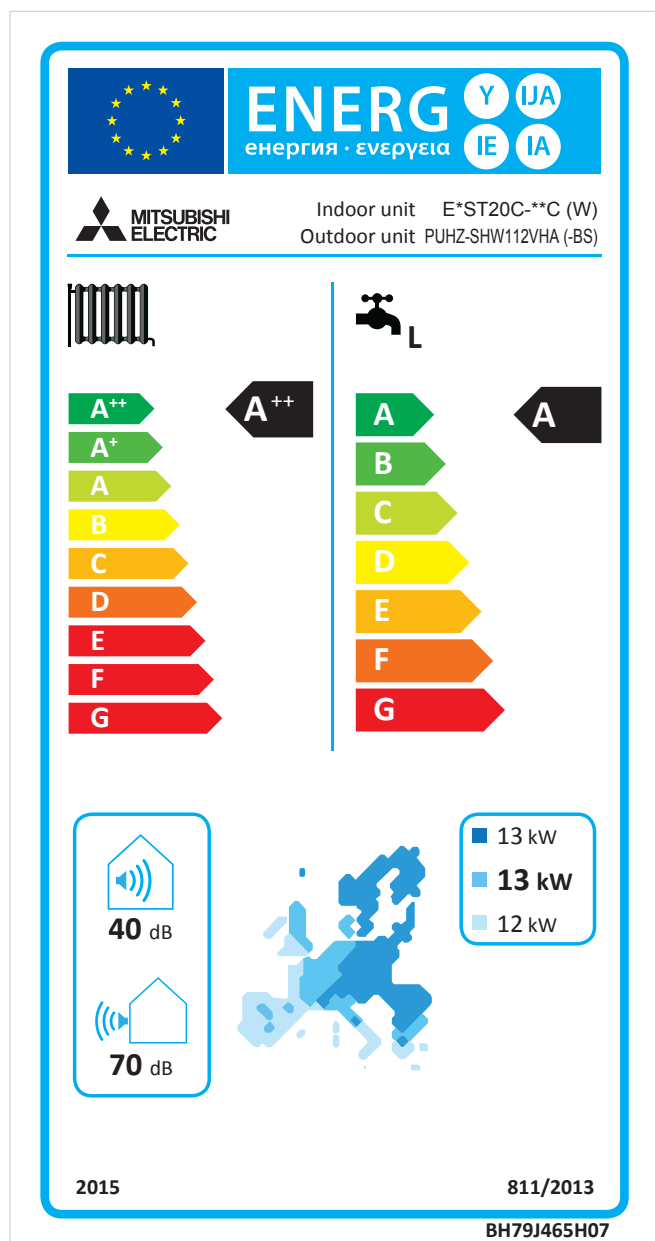 ENERG Y IJA
енергия · ενεργεια IE IA
MITSUBISHI
ELECTRIC
Indoor unit E*ST20C-**C (W)
Outdoor unit PUHZ-SHW112VHA (-BS)
L
A++
A+
A
B
C
D
E
F
G
A++
A
B
C
D
E
F
G
A
40 dB
70 dB
13 kW
13 kW
12 kW
2015
811/2013
BH79J465H07